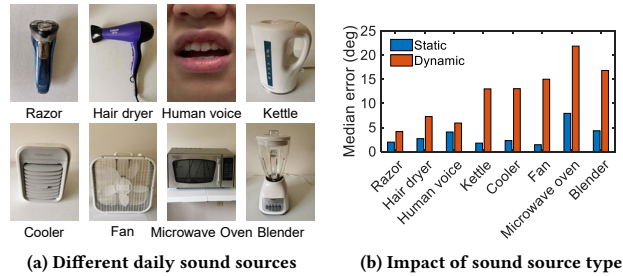 Razor Hair dryer Human voice Kettle
Cooler Fan Microwave Oven Blender
(a) Different daily sound sources
Median error (deg)
25
20
15
10
5
0
Static
Dynamic
Razor
Hair dryer
Human voice
Kettle
Cooler
Fan
Microwave oven
Blender
(b) Impact of sound source type